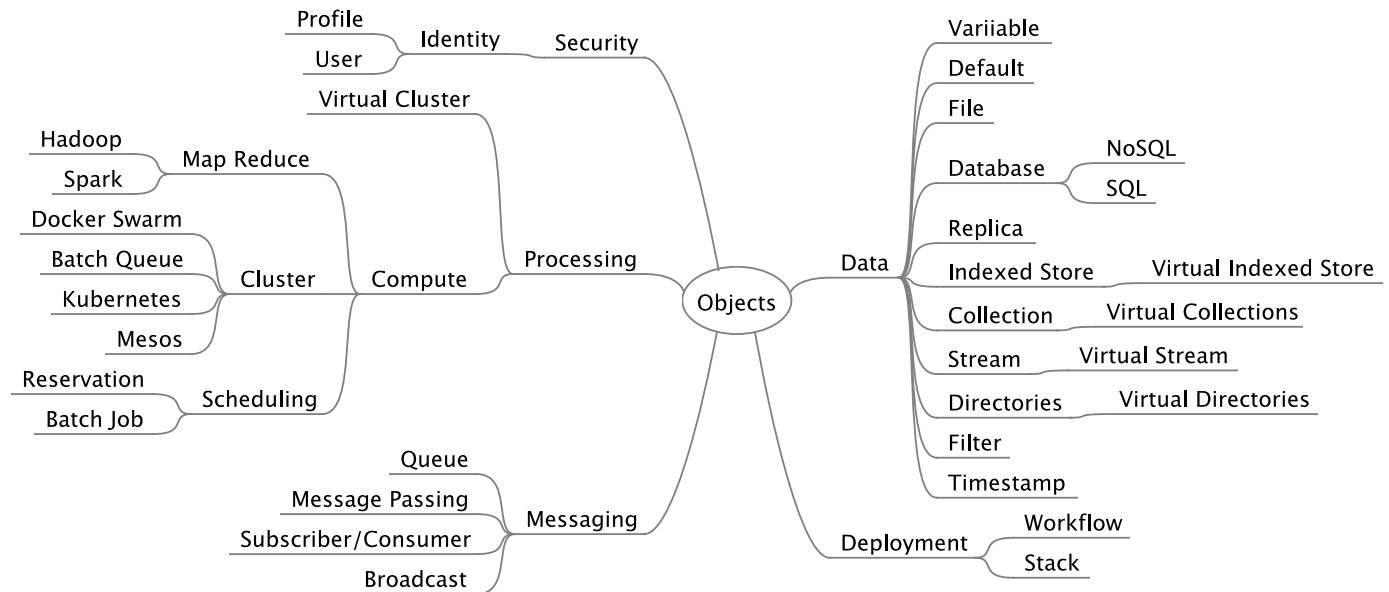 Profile
User
Identity
Security
Virtual Cluster
Hadoop
Spark
Map Reduce
Docker Swarm
Batch Queue
Kubernetes
Mesos
Cluster
Compute
Processing
Reservation
Batch Job
Scheduling
Queue
Message Passing
Subscriber/Consumer
Broadcast
Messaging
Objects
Data
Variiable
Default
File
Database
NoSQL
SQL
Replica
Indexed Store
Virtual Indexed Store
Collection
Virtual Collections
Stream
Virtual Stream
Directories
Virtual Directories
Filter
Timestamp
Deployment
Workflow
Stack